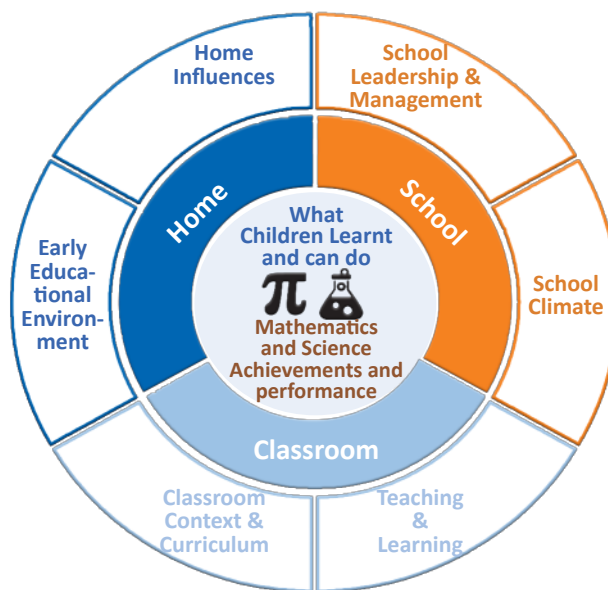 Home
Influences
School
Leadership &
Management
Home
School
Early
Educa-
tional
Environ-
ment
What
Children Learnt
and can do
π
Mathematics
and Science
Achievements and
performance
School
Climate
Classroom
Classroom
Context &
Curriculum
Teaching
&
Learning